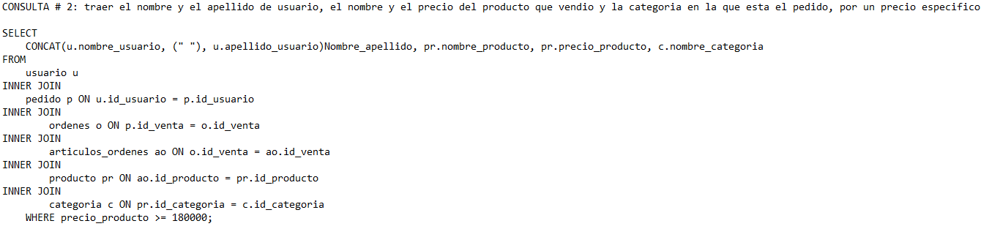 CONSULTA # 2: traer el nombre y el apellido de usuario, el nombre y el precio del producto que vendio y la categoria en la que esta el pedido, por un precio especifico
SELECT
CONCAT(u.nombre_usuario, (" "), u.apellido_usuario)Nombre_apellido, pr.nombre_producto, pr.precio_producto, c.nombre_categoria
FROM
usuario u
INNER JOIN
pedido p ON u.id_usuario = p.id_usuario
INNER JOIN
ordenes o ON p.id_venta = o.id_venta
INNER JOIN
articulos_ordenes ao ON o.id_venta = ao.id_venta
INNER JOIN
producto pr ON ao.id_producto = pr.id_producto
INNER JOIN
categoria c ON pr.id_categoria = c.id_categoria
WHERE precio_producto >= 180000;